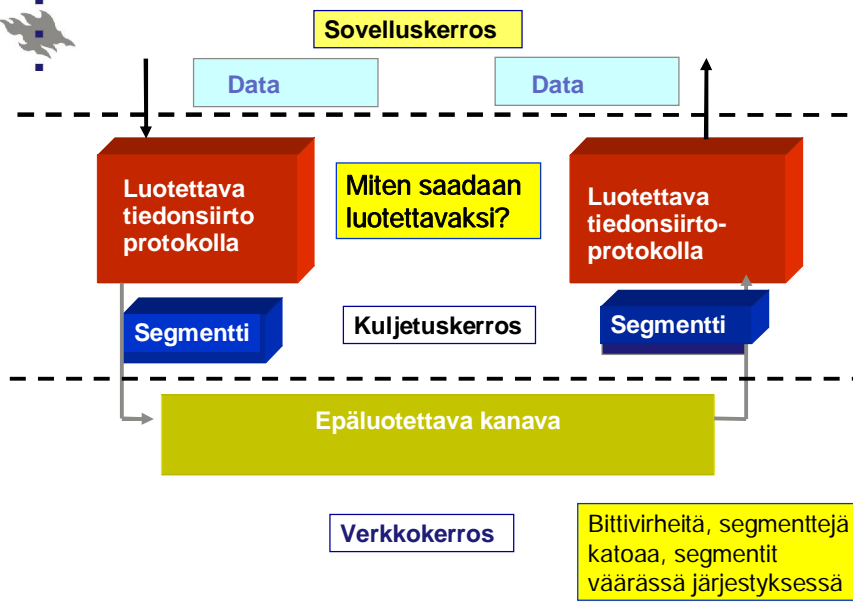 Sovelluskerros
Data
Data
Luotettava
tiedonsiirto
protokolla
Miten saadaan
luotettavaksi?
Luotettava
tiedonsiirto-
protokolla
Segmentti
Kuljetuskerros
Segmentti
Epäluotettava kanava
Verkkokerros
Bittivirheitä, segmenttejä
katoaa, segmentit
väärässä järjestyksessä